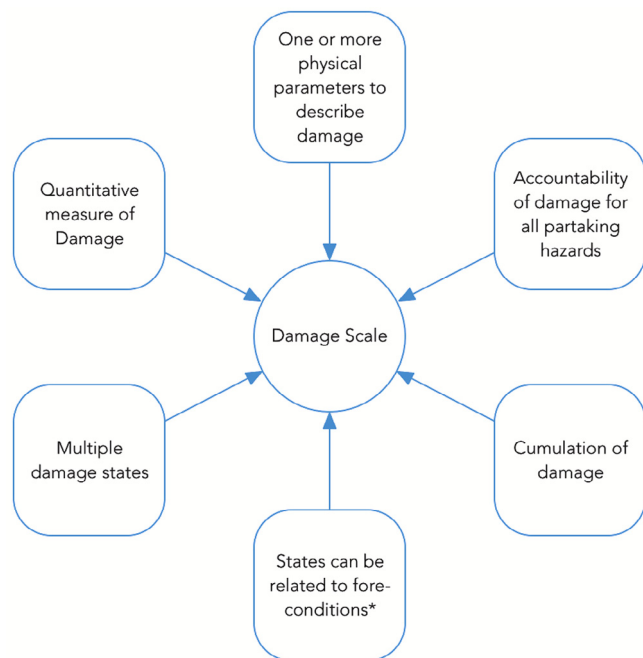 One or more
physical
parameters to
describe
damage
Quantitative
measure of
Damage
Accountability
of damage for
all partaking
hazards
Damage Scale
Multiple
damage states
Cumulation of
damage
States can be
related to fore-
conditions*